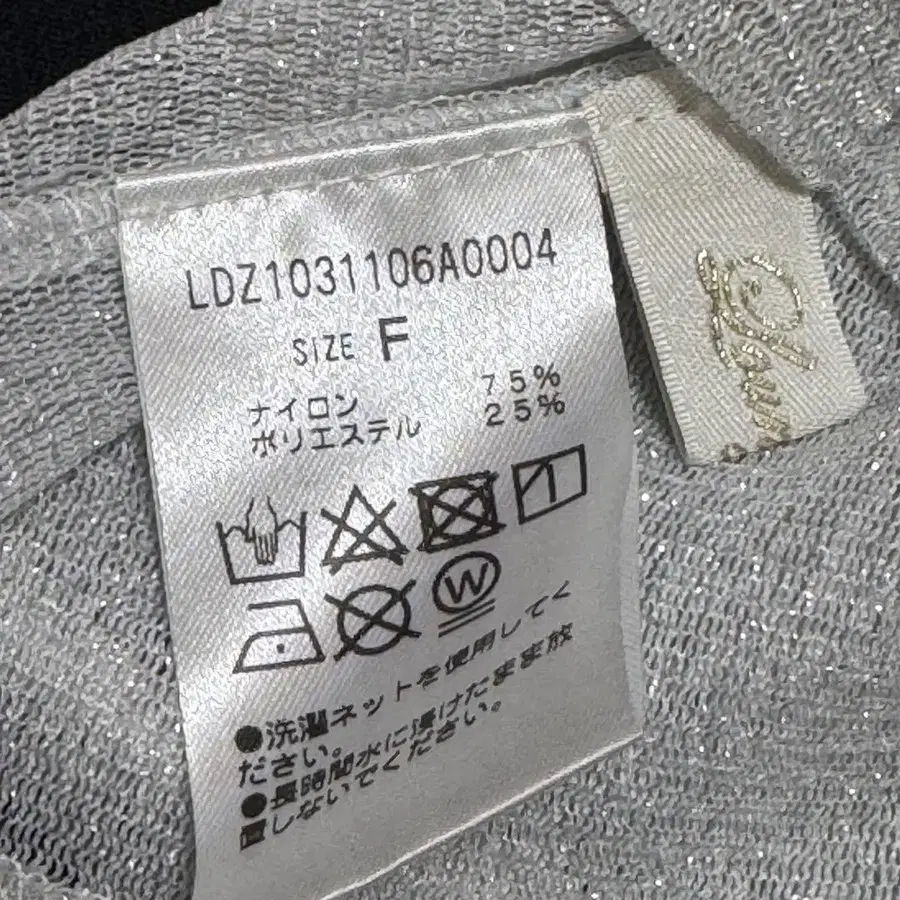 LDZ1031106A0004
SIZE F
ナイロン 75%
ポリエステル 25%
W
●洗濯ネットを使用してく
ださい。
●長時間水に浸けたまま放
置しないでください。